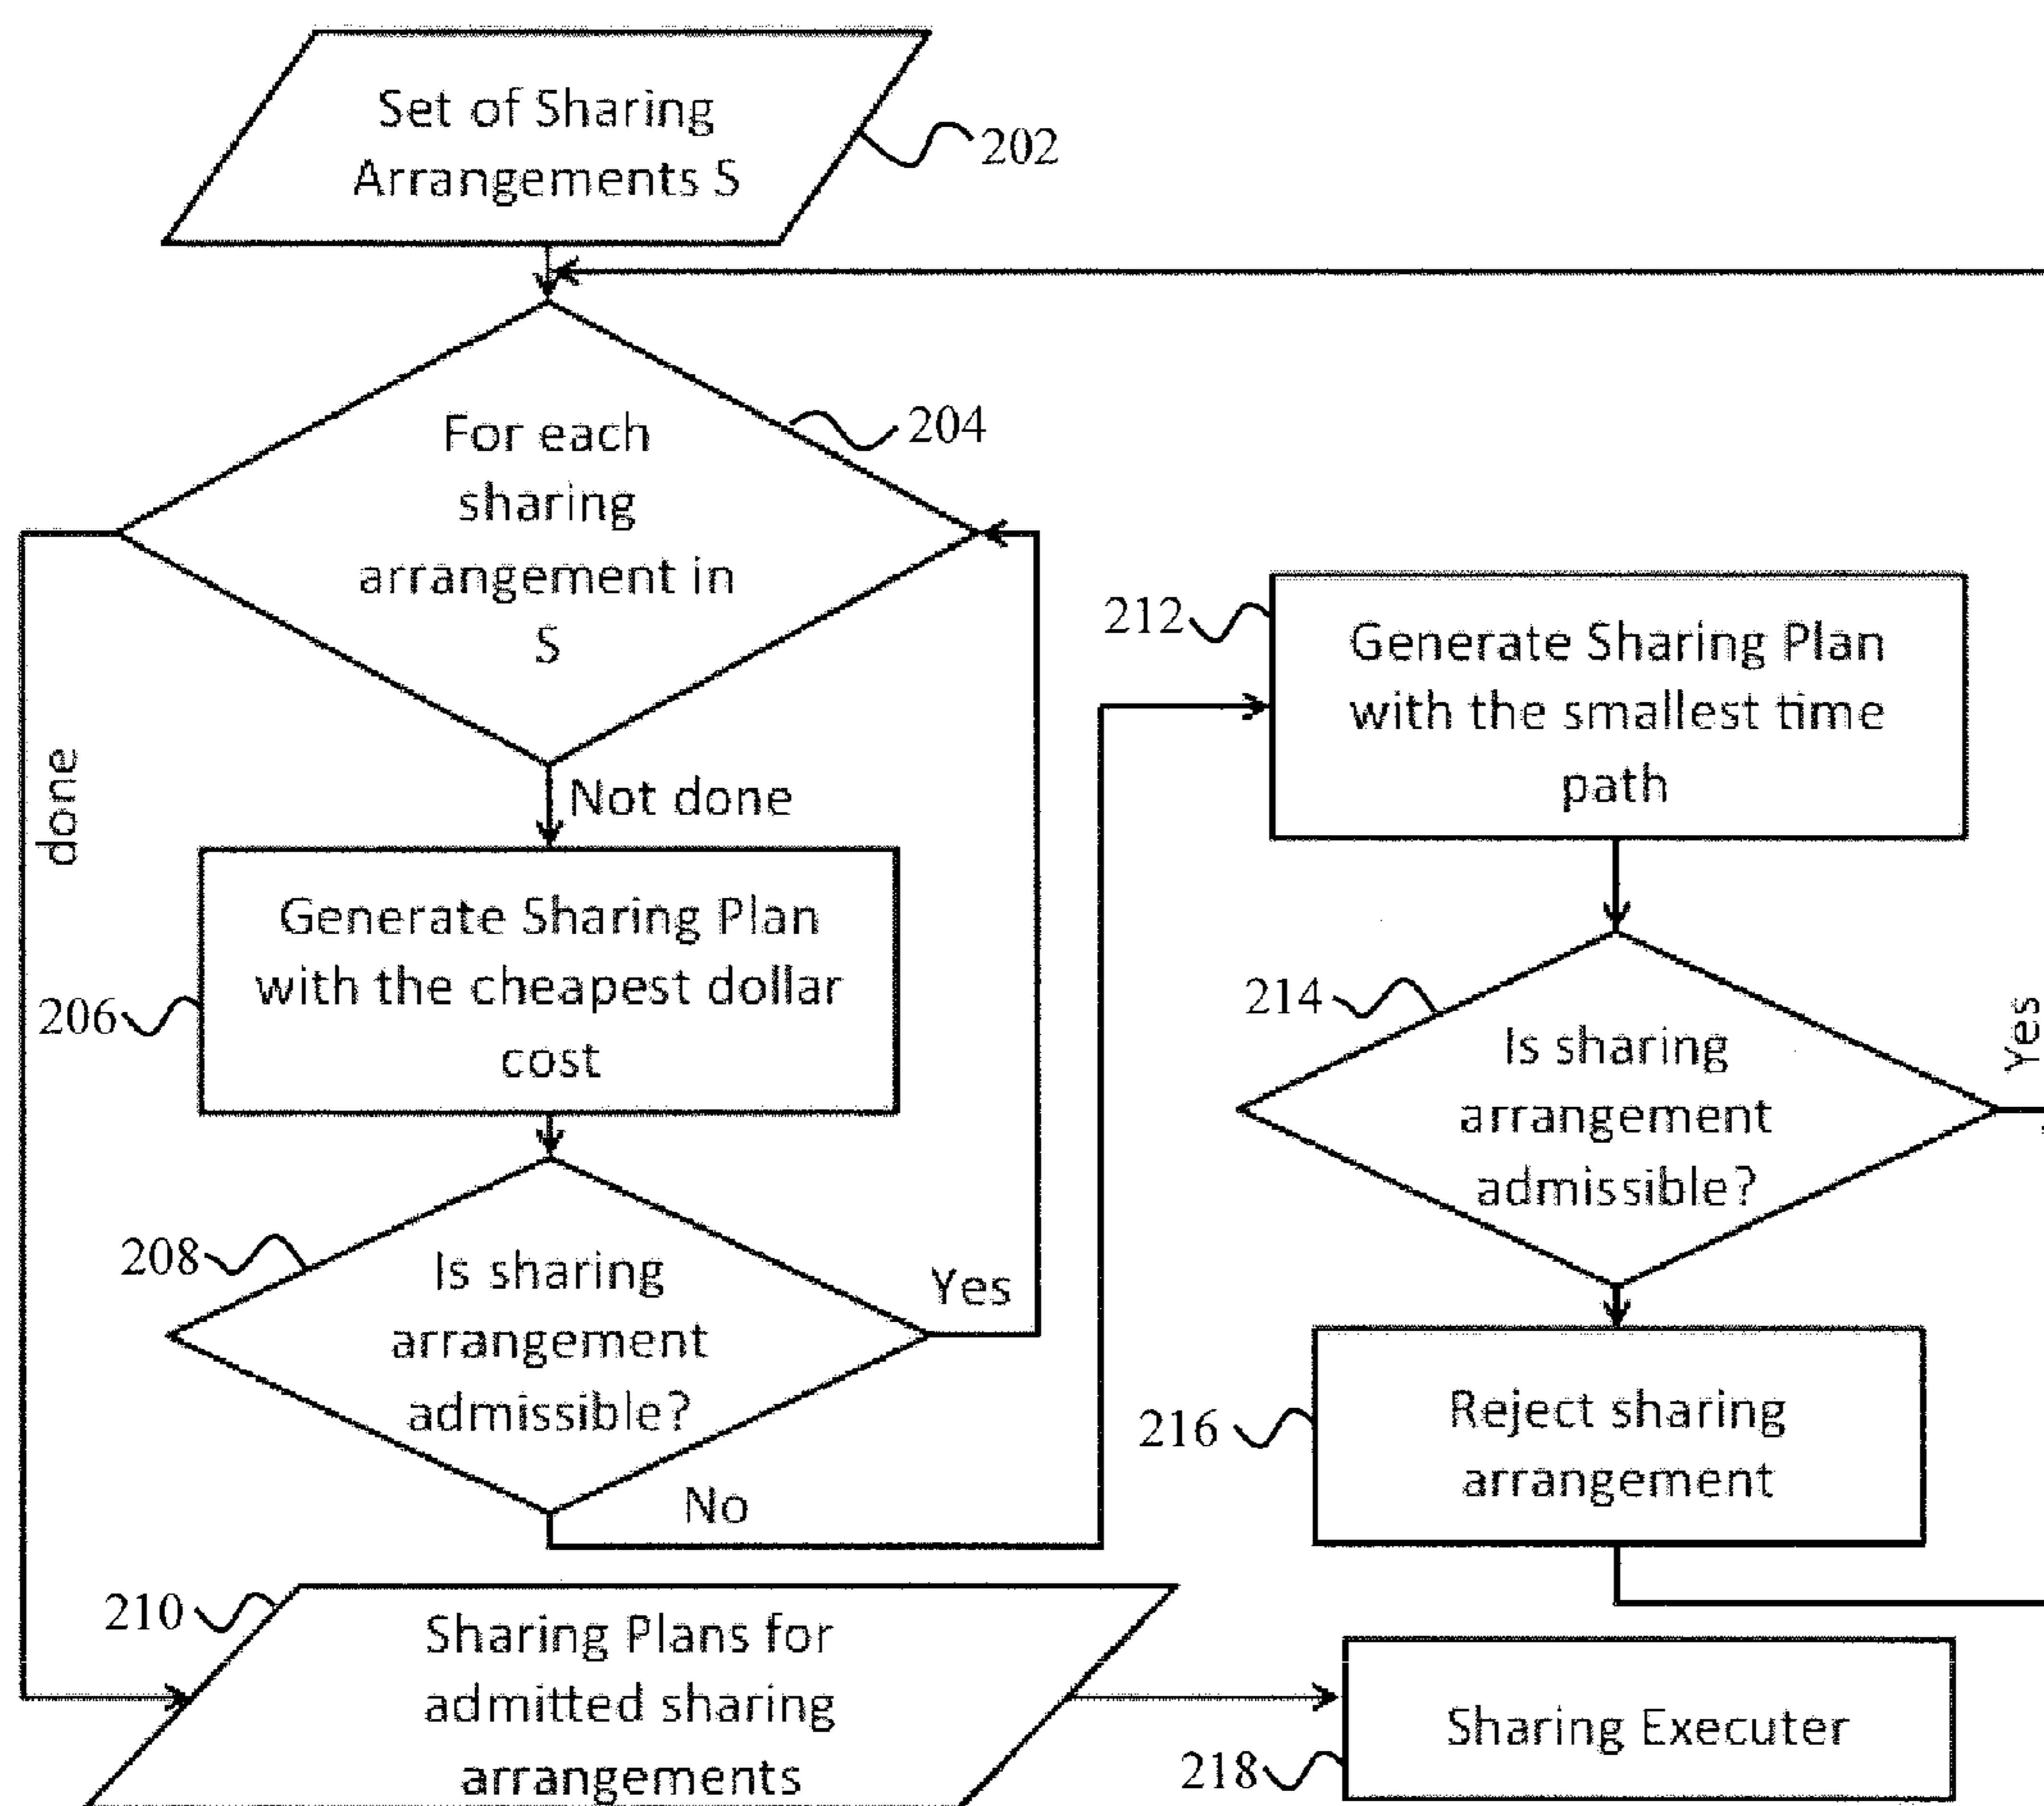 Set of Sharing
Arrangements S
202
For each
sharing
arrangement in
S
204
done
Not done
Generate Sharing Plan
with the cheapest dollar
cost
206
208
Is sharing
arrangement
admissible?
Yes
No
212
Generate Sharing Plan
with the smallest time
path
214
Is sharing
arrangement
admissible?
Yes
216
Reject sharing
arrangement
210
Sharing Plans for
admitted sharing
arrangements
Sharing Executer
218